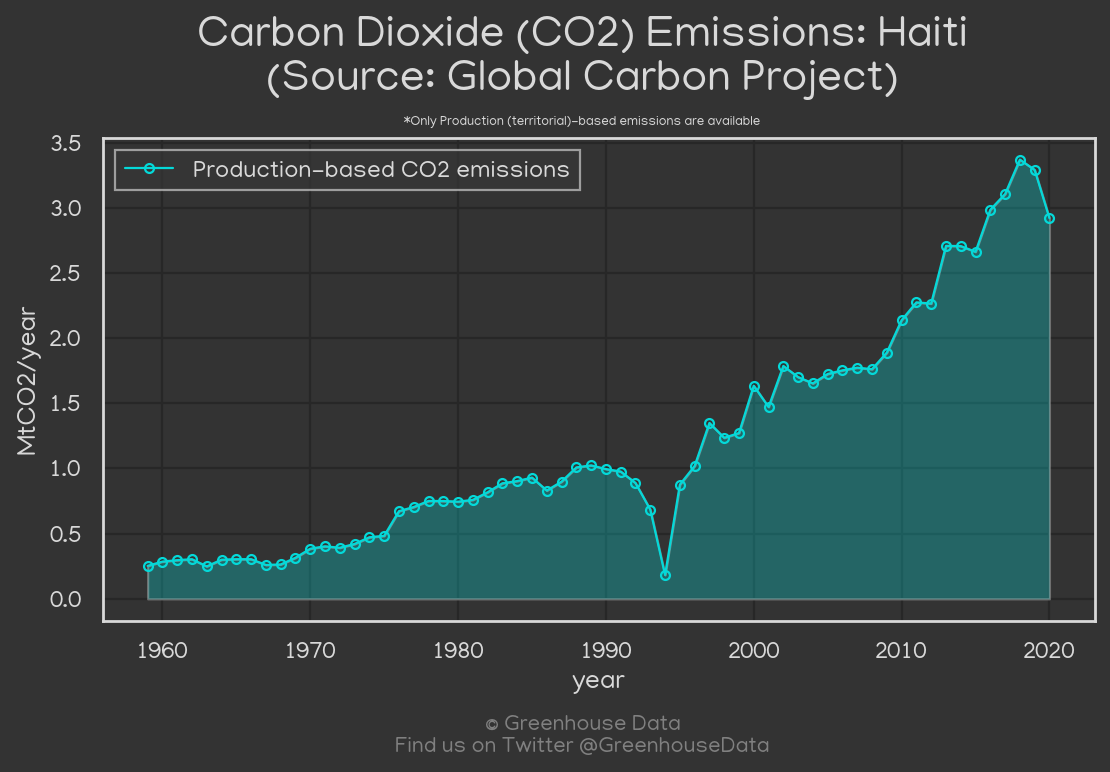 Carbon Dioxide (CO2) Emissions: Haiti
(Source: Global Carbon Project)
*Only Production (territorial)-based emissions are available
Production-based CO2 emissions
3.5
3.0
2.5
2.0
1.5
1.0
0.5
0.0
MtCO2/year
1960 1970 1980 1990 2000 2010 2020
year
© Greenhouse Data
Find us on Twitter @GreenhouseData